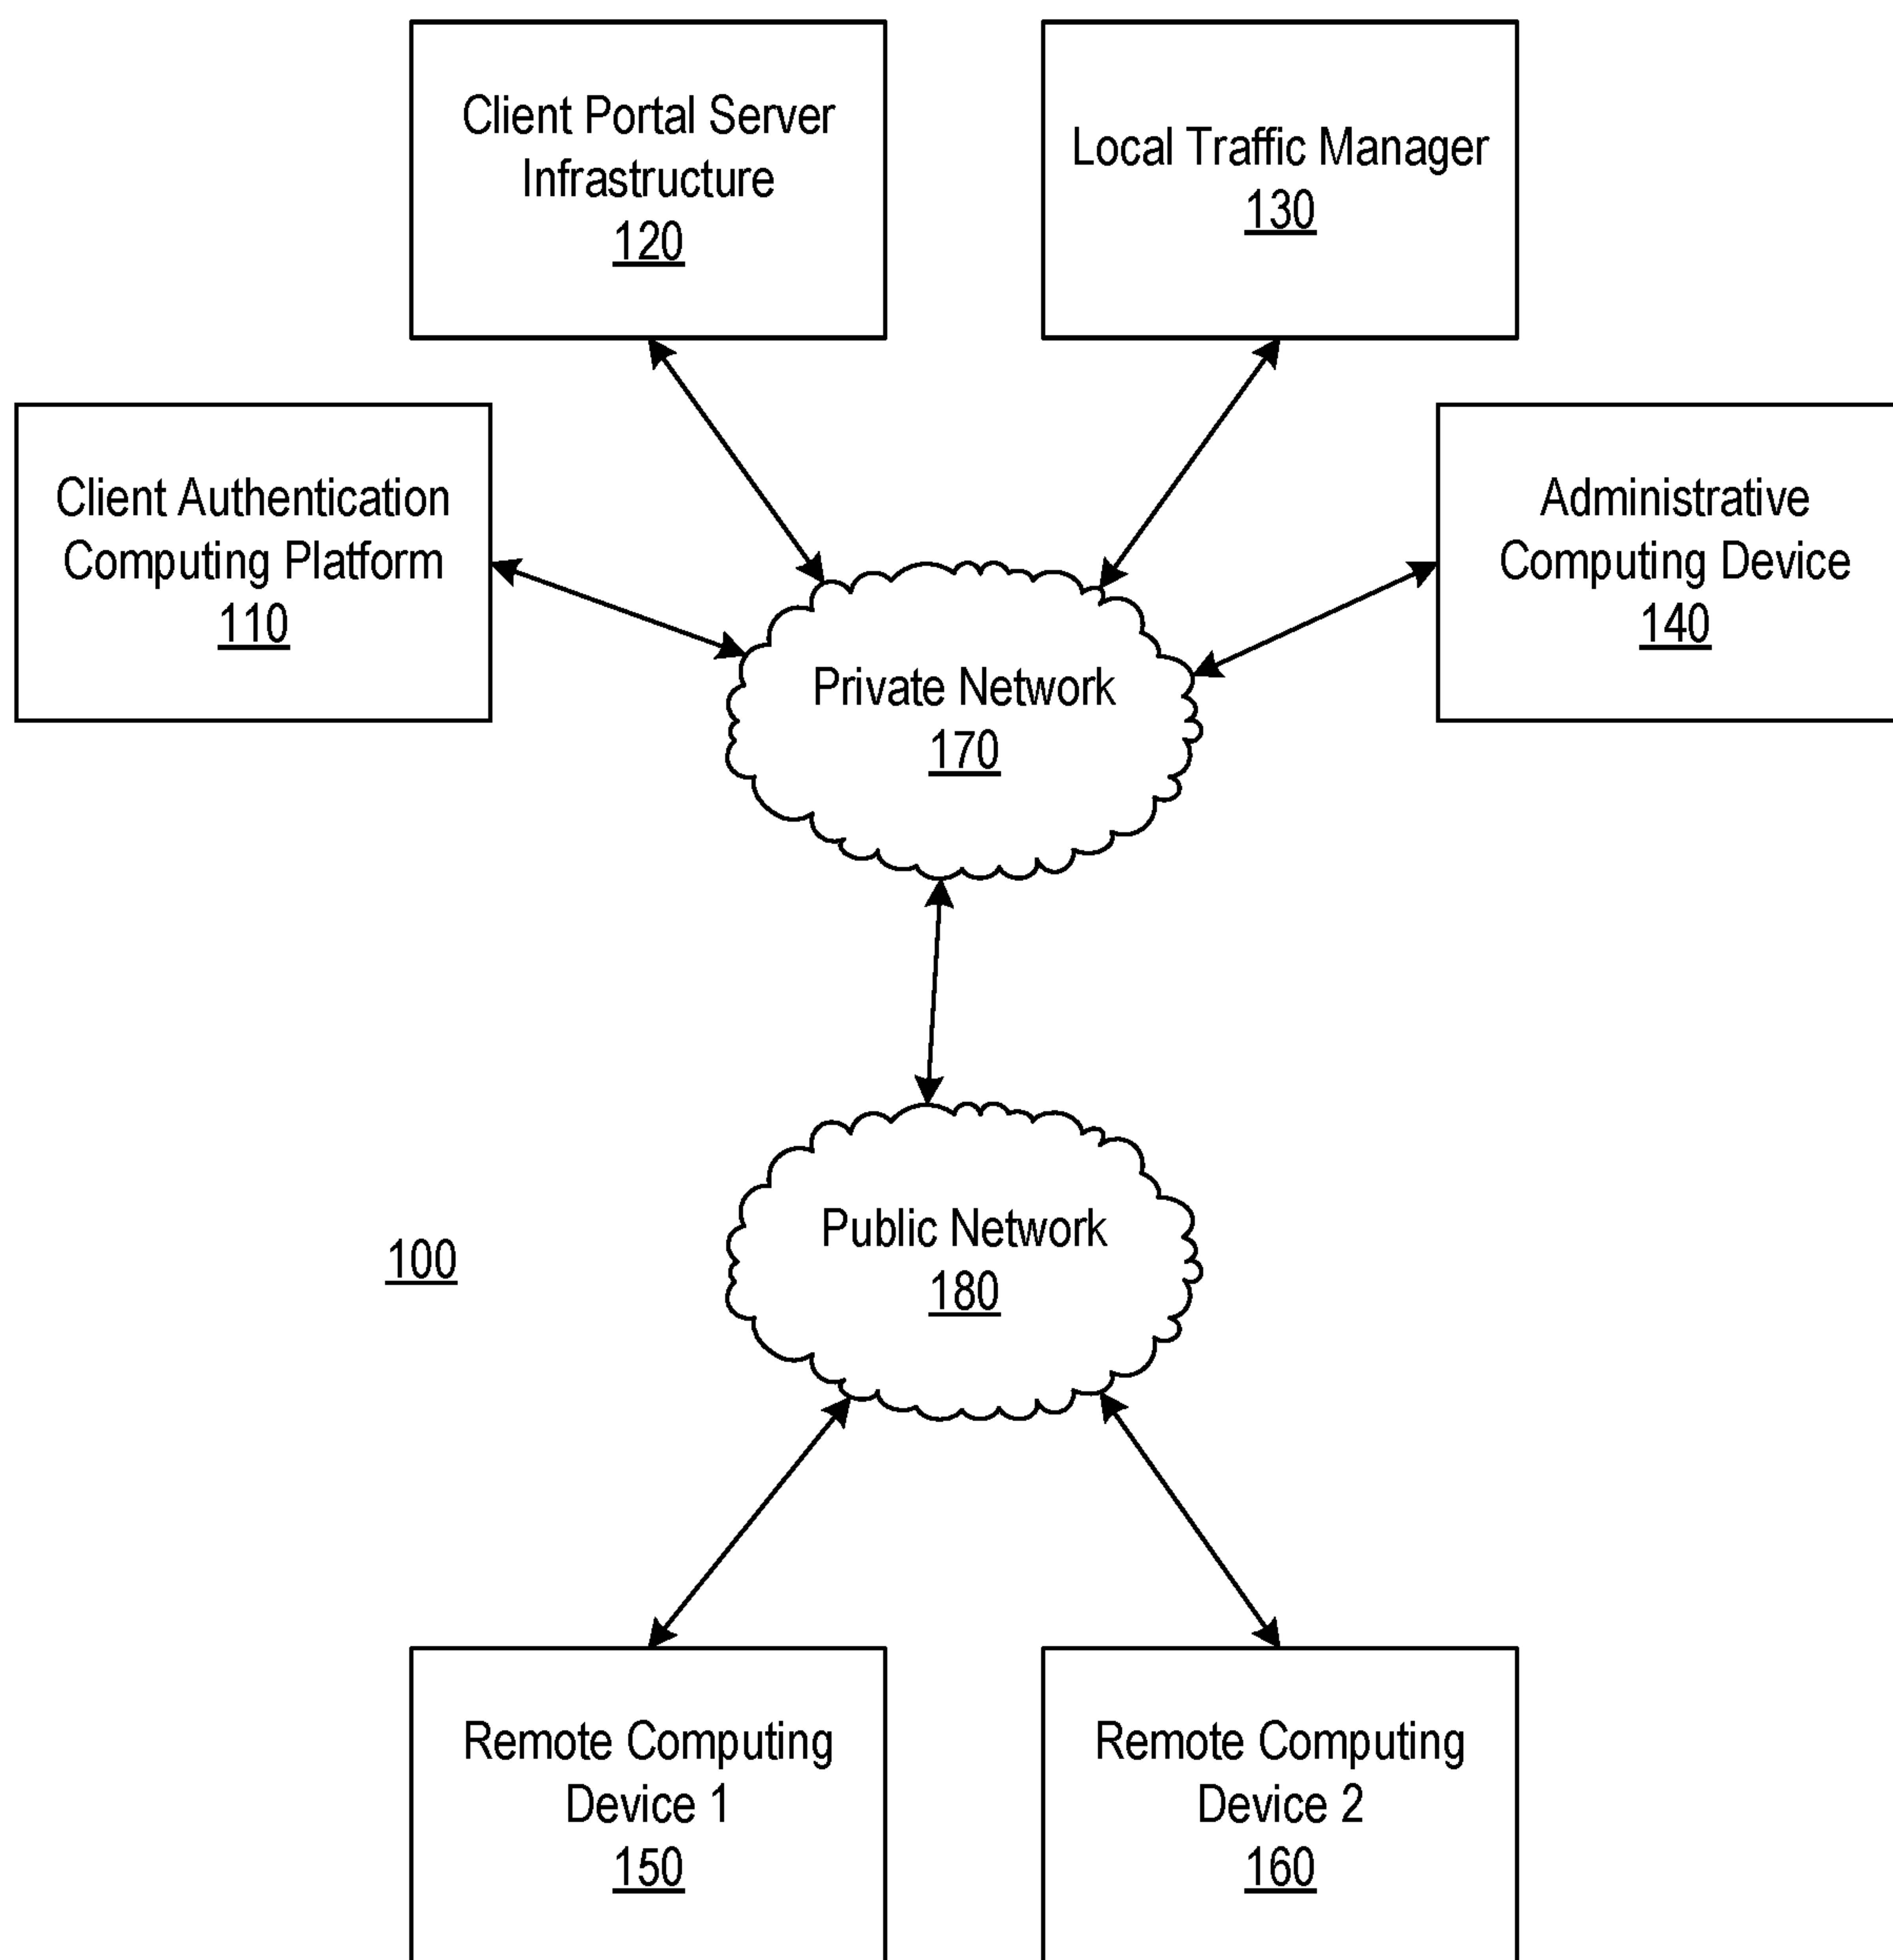 Client Portal Server
Infrastructure
120
Local Traffic Manager
130
Client Authentication
Computing Platform
110
Administrative
Computing Device
140
Private Network
170
100
Public Network
180
Remote Computing
Device 1
150
Remote Computing
Device 2
160